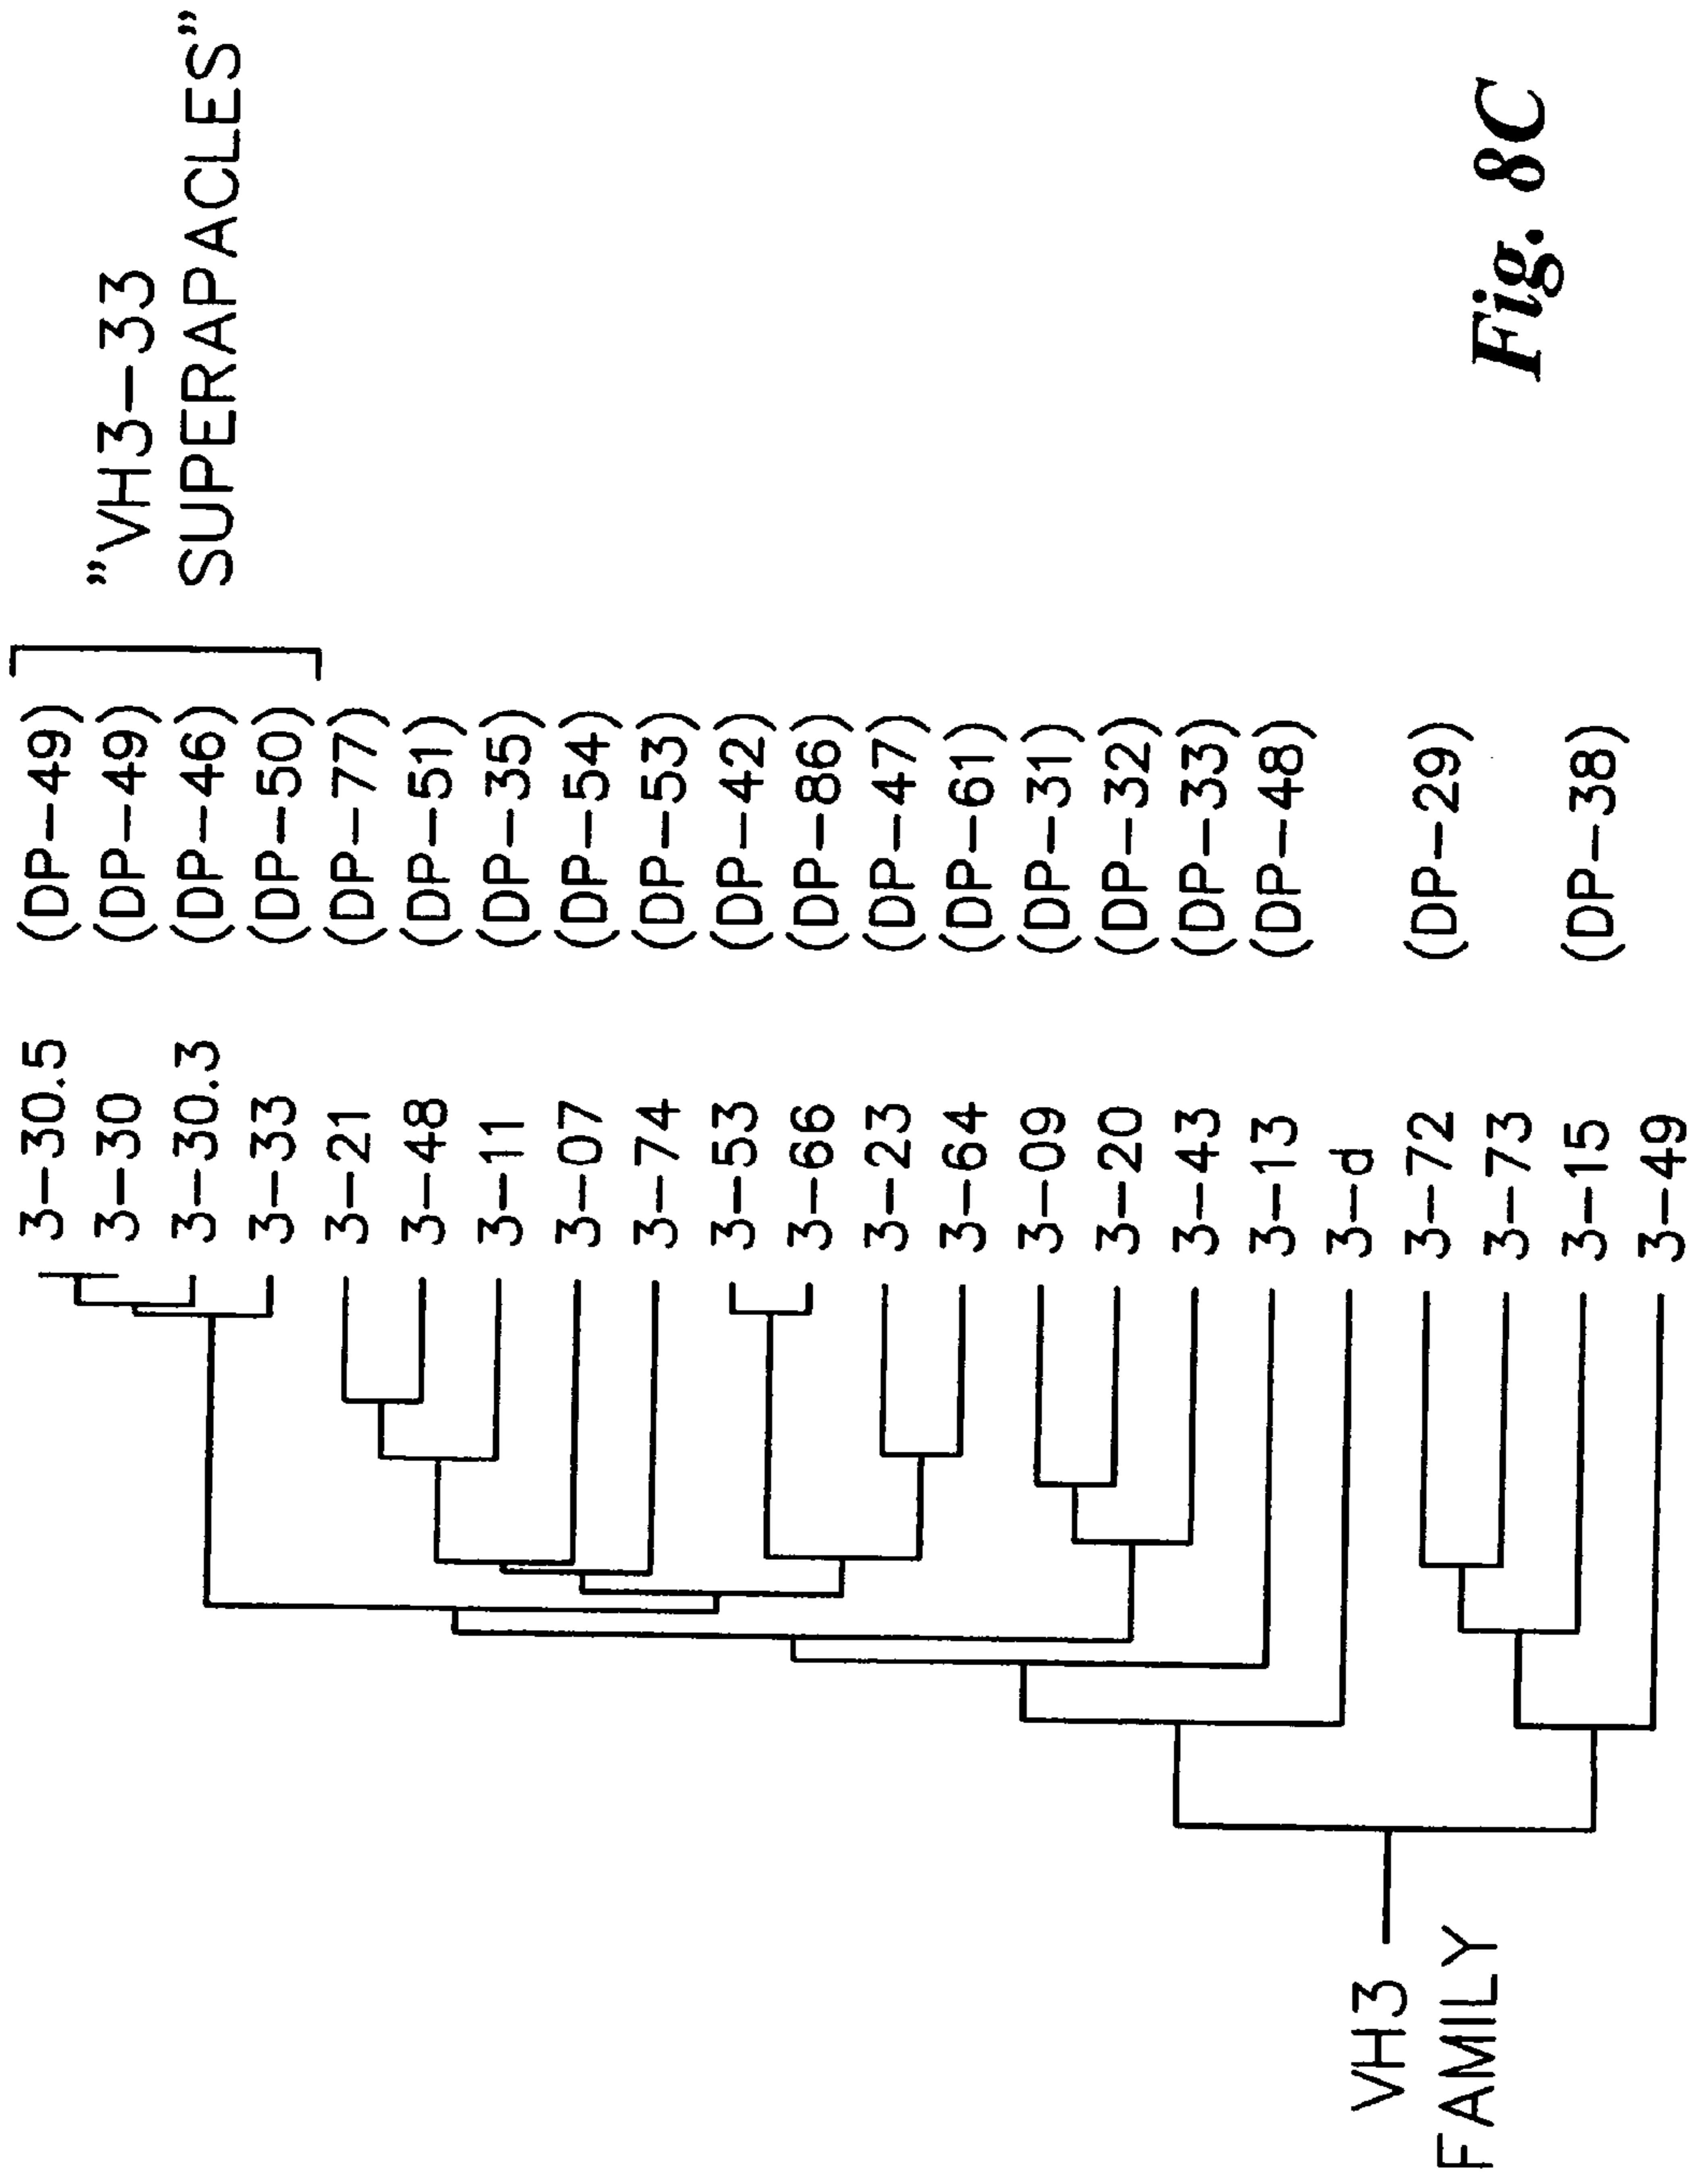 3-30.5 (DP-49)
3-30 (DP-49)
3-30.3 (DP-46)
3-33 (DP-50)
"VH3-33
SUPERAPACLES"
3-21 (DP-77)
3-48 (DP-51)
3-11 (DP-35)
3-07 (DP-54)
3-74 (DP-53)
3-53 (DP-42)
3-66 (DP-86)
3-23 (DP-47)
3-64 (DP-61)
3-09 (DP-31)
3-20 (DP-32)
3-43 (DP-33)
3-13 (DP-48)
3-d
3-72 (DP-29)
3-73
3-15 (DP-38)
3-49
VH3
FAMILY
Fig. 8C